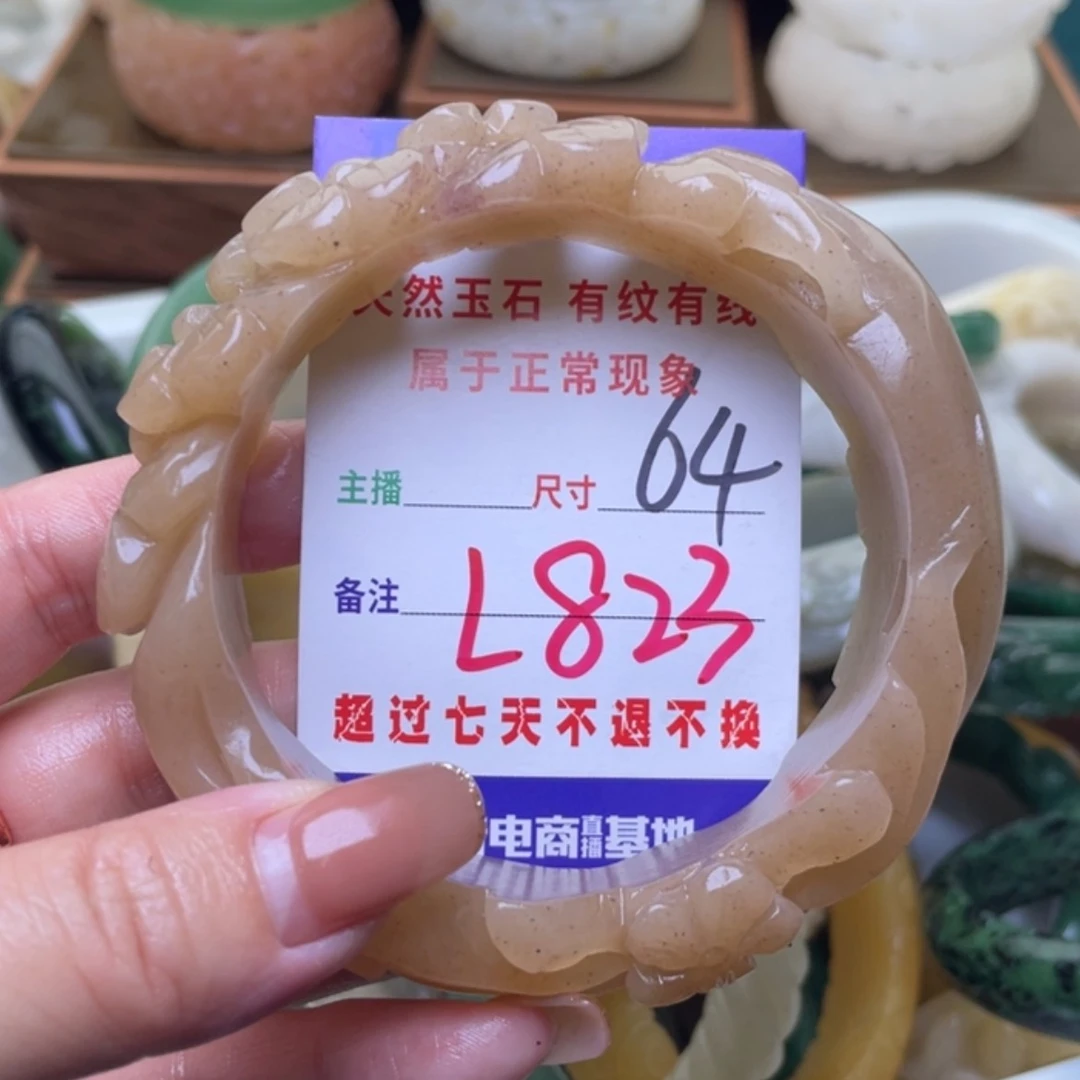 天然玉石 有纹有线
属于正常现象
主播 尺寸 64
备注 L823
超过七天不退不换
电商直播基地